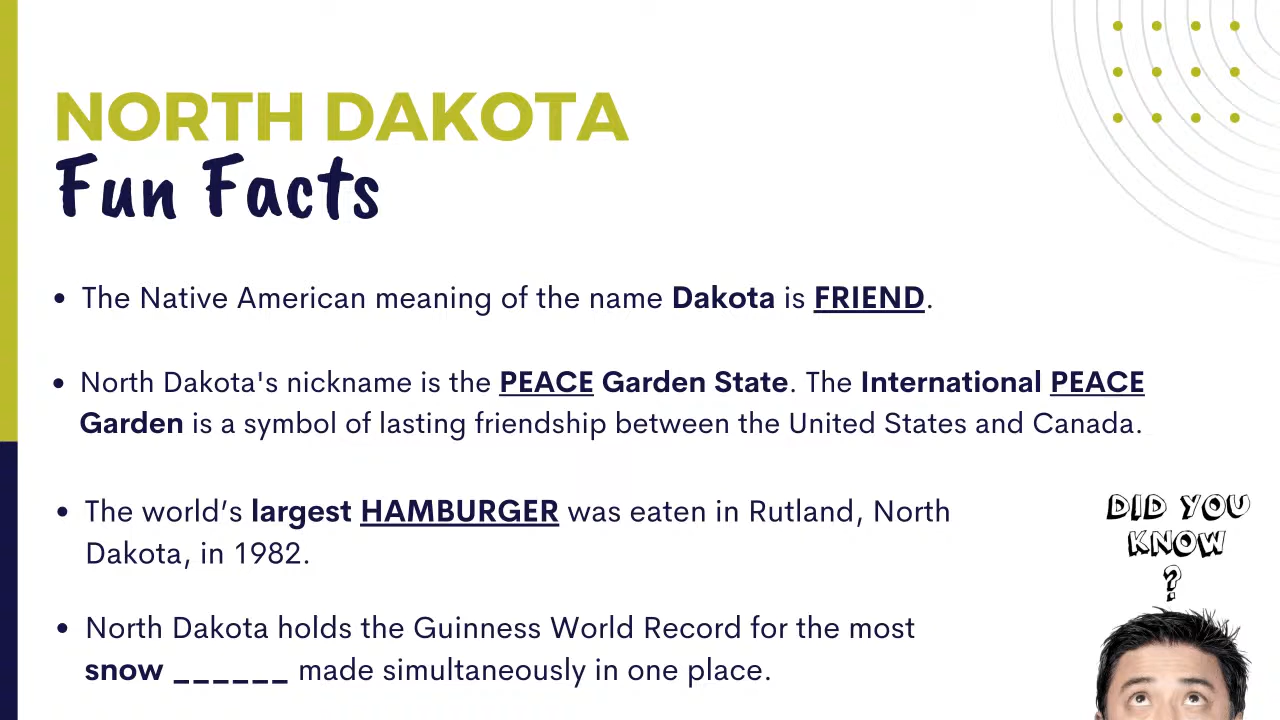 NORTH DAKOTA
Fun Facts
• The Native American meaning of the name Dakota is FRIEND.
• North Dakota's nickname is the PEACE Garden State. The International PEACE
Garden is a symbol of lasting friendship between the United States and Canada.
• The world’s largest HAMBURGER was eaten in Rutland, North
Dakota, in 1982.
• North Dakota holds the Guinness World Record for the most
snow ______ made simultaneously in one place.
DID YOU
KNOW
?